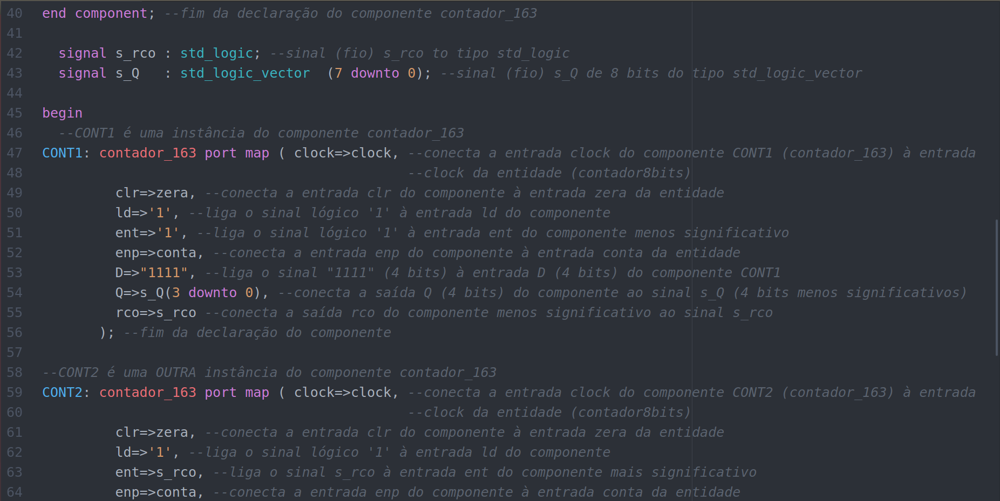 40 end component; --fim da declaração do componente contador_163
41
42 signal s_rco : std_logic; --sinal (fio) s_rco to tipo std_logic
43 signal s_Q : std_logic_vector (7 downto 0); --sinal (fio) s_Q de 8 bits do tipo std_logic_vector
44
45 begin
46 --CONT1 é uma instância do componente contador_163
47 CONT1: contador_163 port map ( clock=>clock, --conecta a entrada clock do componente CONT1 (contador_163) à entrada
48 --clock da entidade (contador8bits)
49 clr=>zera, --conecta a entrada clr do componente à entrada zera da entidade
50 ld=>'1', --liga o sinal lógico '1' à entrada ld do componente
51 ent=>'1', --liga o sinal lógico '1' à entrada ent do componente menos significativo
52 enp=>conta, --conecta a entrada enp do componente à entrada conta da entidade
53 D=>"1111", --liga o sinal "1111" (4 bits) à entrada D (4 bits) do componente CONT1
54 Q=>s_Q(3 downto 0), --conecta a saída Q (4 bits) do componente ao sinal s_Q (4 bits menos significativos)
55 rco=>s_rco --conecta a saída rco do componente menos significativo ao sinal s_rco
56 ); --fim da declaração do componente
57
58 --CONT2 é uma OUTRA instância do componente contador_163
59 CONT2: contador_163 port map ( clock=>clock, --conecta a entrada clock do componente CONT2 (contador_163) à entrada
60 --clock da entidade (contador8bits)
61 clr=>zera, --conecta a entrada clr do componente à entrada zera da entidade
62 ld=>'1', --liga o sinal lógico '1' à entrada ld do componente
63 ent=>s_rco, --liga o sinal s_rco à entrada ent do componente mais significativo
64 enp=>conta, --conecta a entrada enp do componente à entrada conta da entidade